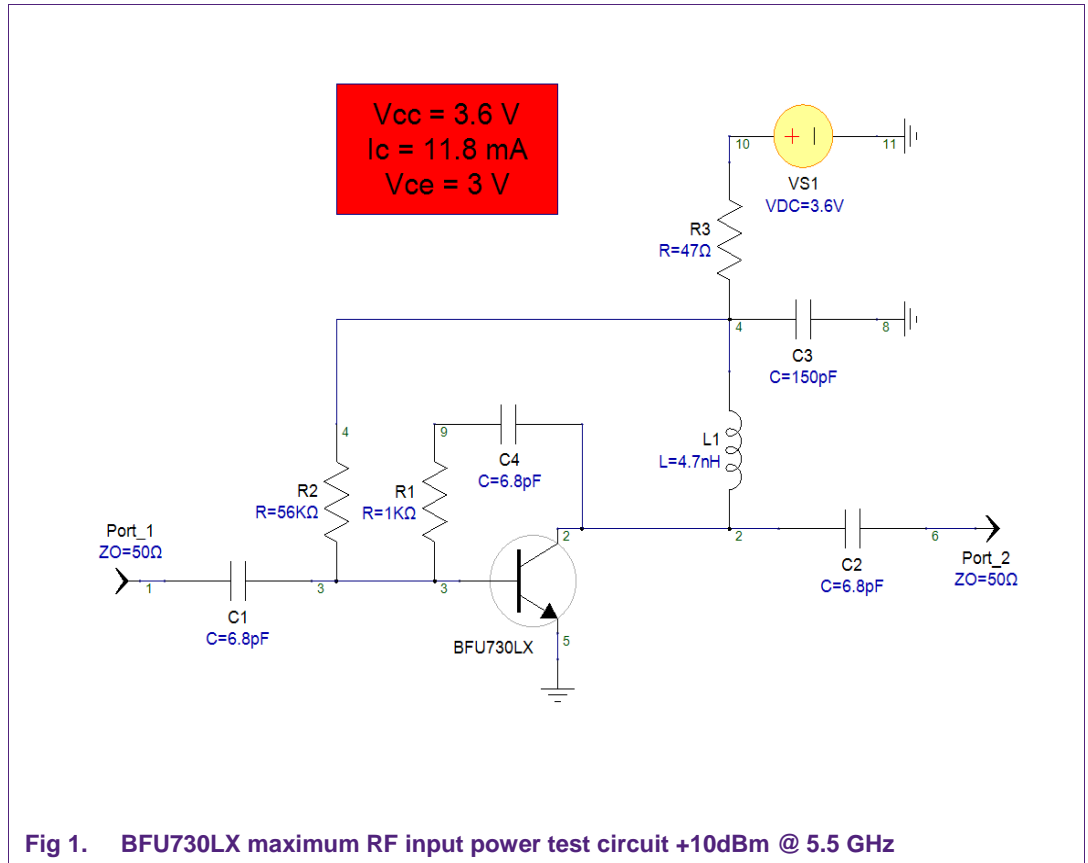 Vcc = 3.6 V
Ic = 11.8 mA
Vce = 3 V
10
+
11
VS1
VDC=3.6V
R3
R=47Ω
4
8
C3
C=150pF
4
9
C4
C=6.8pF
L1
L=4.7nH
R2
R=56KΩ
R1
R=1KΩ
Port_1
ZO=50Ω
1
C1
C=6.8pF
3
3
2
2
C2
C=6.8pF
6
Port_2
ZO=50Ω
BFU730LX
5
Fig 1. BFU730LX maximum RF input power test circuit +10dBm @ 5.5 GHz